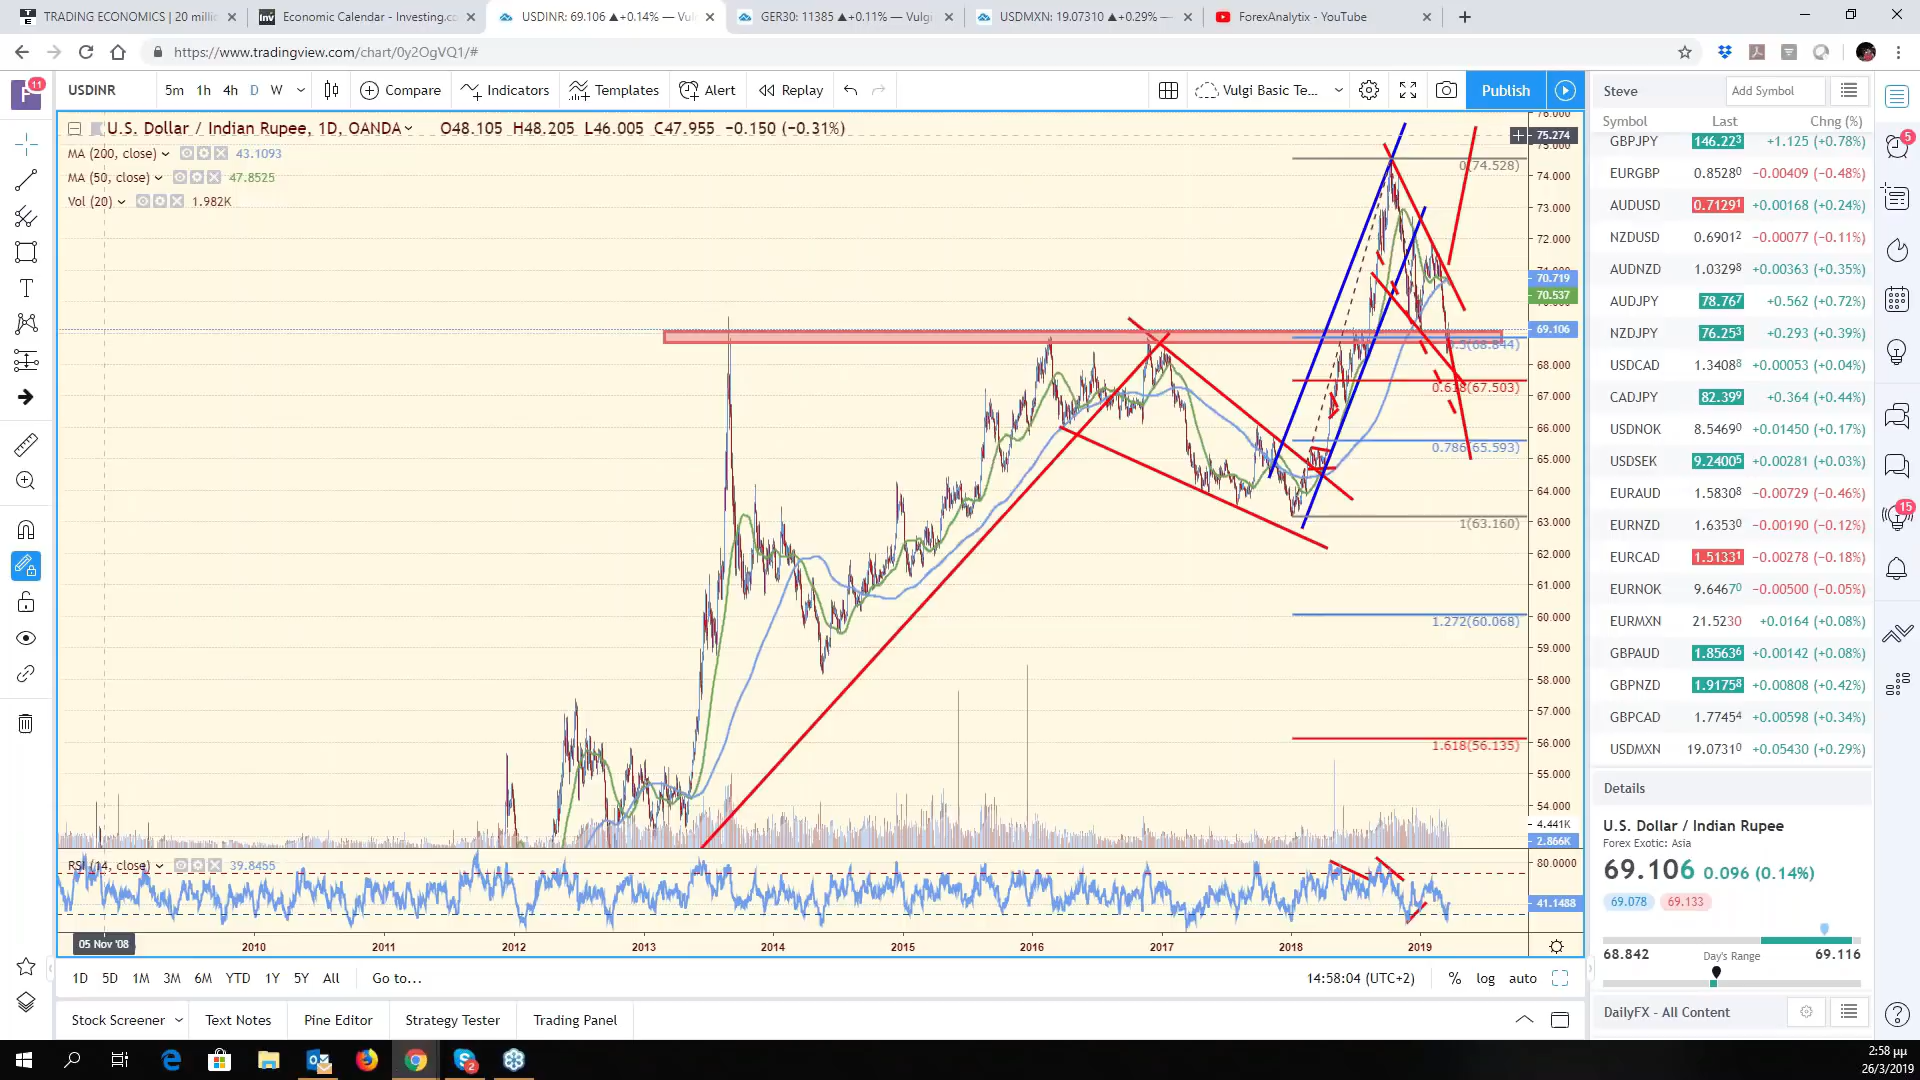 TRADING ECONOMICS | 20 milli
Economic Calendar - Investing.co
USDINR: 69.106 ▲+0.14% — Vul
GER30: 11385 ▲+0.11% — Vulgi
USDMXN: 19.07310 ▲+0.29% —
ForexAnalytix - YouTube
https://www.tradingview.com/chart/0y2OgVQ1/#
11
USDINR
5m 1h 4h D W
Compare
Indicators
Templates
Alert
Replay
Vulgi Basic Te...
Publish
U.S. Dollar / Indian Rupee, 1D, OANDA O48.105 H48.205 L46.005 C47.955 −0.150 (−0.31%)
MA (200, close) 43.1093
MA (50, close) 47.8525
Vol (20) 1.982K
0(74.528)
0.5(68.844)
0.618(67.503)
0.786(65.593)
1(63.160)
1.272(60.068)
1.618(56.135)
76.000
75.274
75.000
74.000
73.000
72.000
71.000
70.719
70.537
69.106
68.000
67.000
66.000
65.000
64.000
63.000
62.000
61.000
60.000
59.000
58.000
57.000
56.000
55.000
54.000
4.441K
2.866K
RSI (14, close) 39.8455
80.0000
41.1488
05 Nov '08 2010 2011 2012 2013 2014 2015 2016 2017 2018 2019
1D 5D 1M 3M 6M YTD 1Y 5Y All Go to... 14:58:04 (UTC+2) % log auto
Stock Screener Text Notes Pine Editor Strategy Tester Trading Panel
Steve
Add Symbol
Symbol Last Chng (%)
GBPJPY 146.223 +1.125 (+0.78%)
EURGBP 0.85280 −0.00409 (−0.48%)
AUDUSD 0.71291 +0.00168 (+0.24%)
NZDUSD 0.69012 −0.00077 (−0.11%)
AUDNZD 1.03298 +0.00363 (+0.35%)
AUDJPY 78.767 +0.562 (+0.72%)
NZDJPY 76.253 +0.293 (+0.39%)
USDCAD 1.34088 +0.00053 (+0.04%)
CADJPY 82.399 +0.364 (+0.44%)
USDNOK 8.54690 +0.01450 (+0.17%)
USDSEK 9.24005 +0.00281 (+0.03%)
EURAUD 1.58308 −0.00729 (−0.46%)
EURNZD 1.63530 −0.00190 (−0.12%)
EURCAD 1.51331 −0.00278 (−0.18%)
EURNOK 9.64670 −0.00500 (−0.05%)
EURMXN 21.5230 +0.0164 (+0.08%)
GBPAUD 1.85636 +0.00142 (+0.08%)
GBPNZD 1.91758 +0.00808 (+0.42%)
GBPCAD 1.77454 +0.00598 (+0.34%)
USDMXN 19.07310 +0.05430 (+0.29%)
Details
U.S. Dollar / Indian Rupee
Forex Exotic: Asia
69.106 0.096 (0.14%)
69.078 69.133
68.842 Day's Range 69.116
DailyFX - All Content
5
15
2
2:58 μμ
26/3/2019